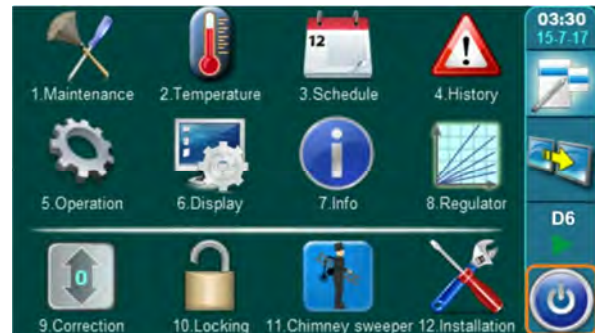 03:30
15-7-17
12
1.Maintenance 2.Temperature 3.Schedule 4.History
5.Operation 6.Display 7.Info 8.Regulator
D6
0
9.Correction 10.Locking 11.Chimney sweeper 12.Installation